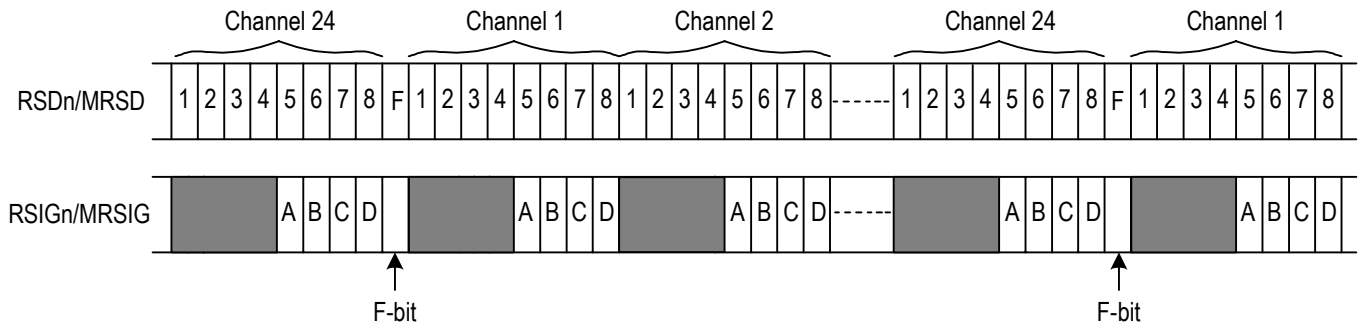 Channel 24 Channel 1 Channel 2 Channel 24 Channel 1
RSDn/MRSD 1 2 3 4 5 6 7 8 F 1 2 3 4 5 6 7 8 1 2 3 4 5 6 7 8 1 2 3 4 5 6 7 8 F 1 2 3 4 5 6 7 8
RSIGn/MRSIG A B C D A B C D A B C D A B C D A B C D
F-bit F-bit